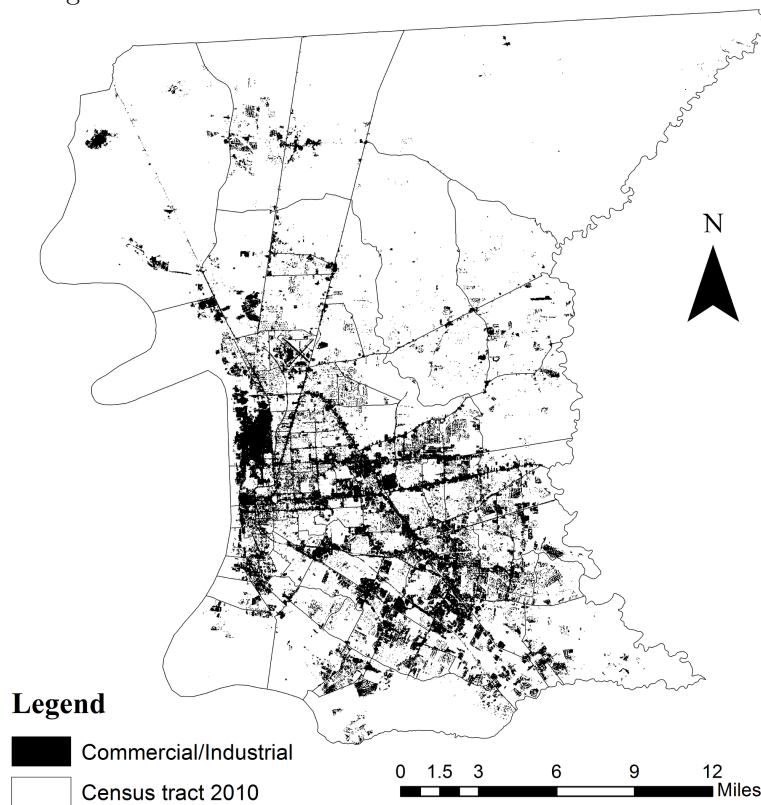 N
Legend
Commercial/Industrial
Census tract 2010
0 1.5 3 6 9 12
Miles